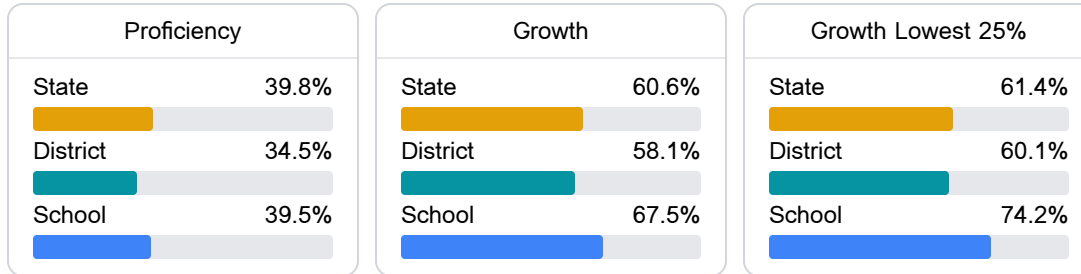 Proficiency
State 39.8%
District 34.5%
School 39.5%
Growth
State 60.6%
District 58.1%
School 67.5%
Growth Lowest 25%
State 61.4%
District 60.1%
School 74.2%